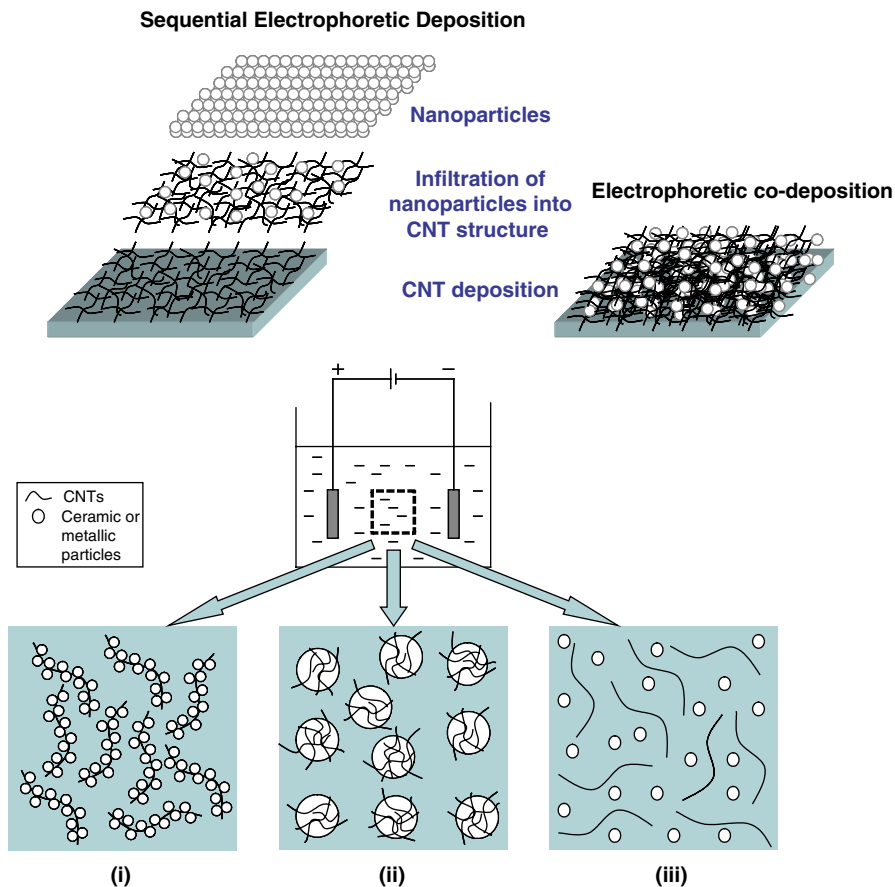 Sequential Electrophoretic Deposition
Nanoparticles
Infiltration of
nanoparticles into
CNT structure
Electrophoretic co-deposition
CNT deposition
+ −
CNTs
Ceramic or
metallic
particles
(i) (ii) (iii)